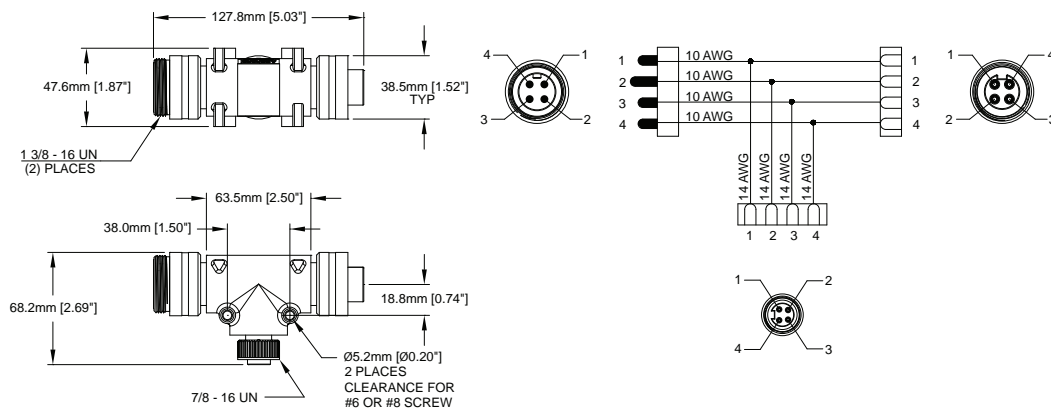 127.8mm [5.03"]
47.6mm [1.87"]
38.5mm [1.52"]
TYP
1 3/8 - 16 UN
(2) PLACES
63.5mm [2.50"]
38.0mm [1.50"]
68.2mm [2.69"]
18.8mm [0.74"]
Ø5.2mm [Ø0.20"]
2 PLACES
CLEARANCE FOR
#6 OR #8 SCREW
7/8 - 16 UN
4 1
3 2
1 10 AWG 1
2 10 AWG 2
3 10 AWG 3
4 10 AWG 4
14 AWG 14 AWG 14 AWG 14 AWG
1 2 3 4
1 4
2 3
1 2
4 3